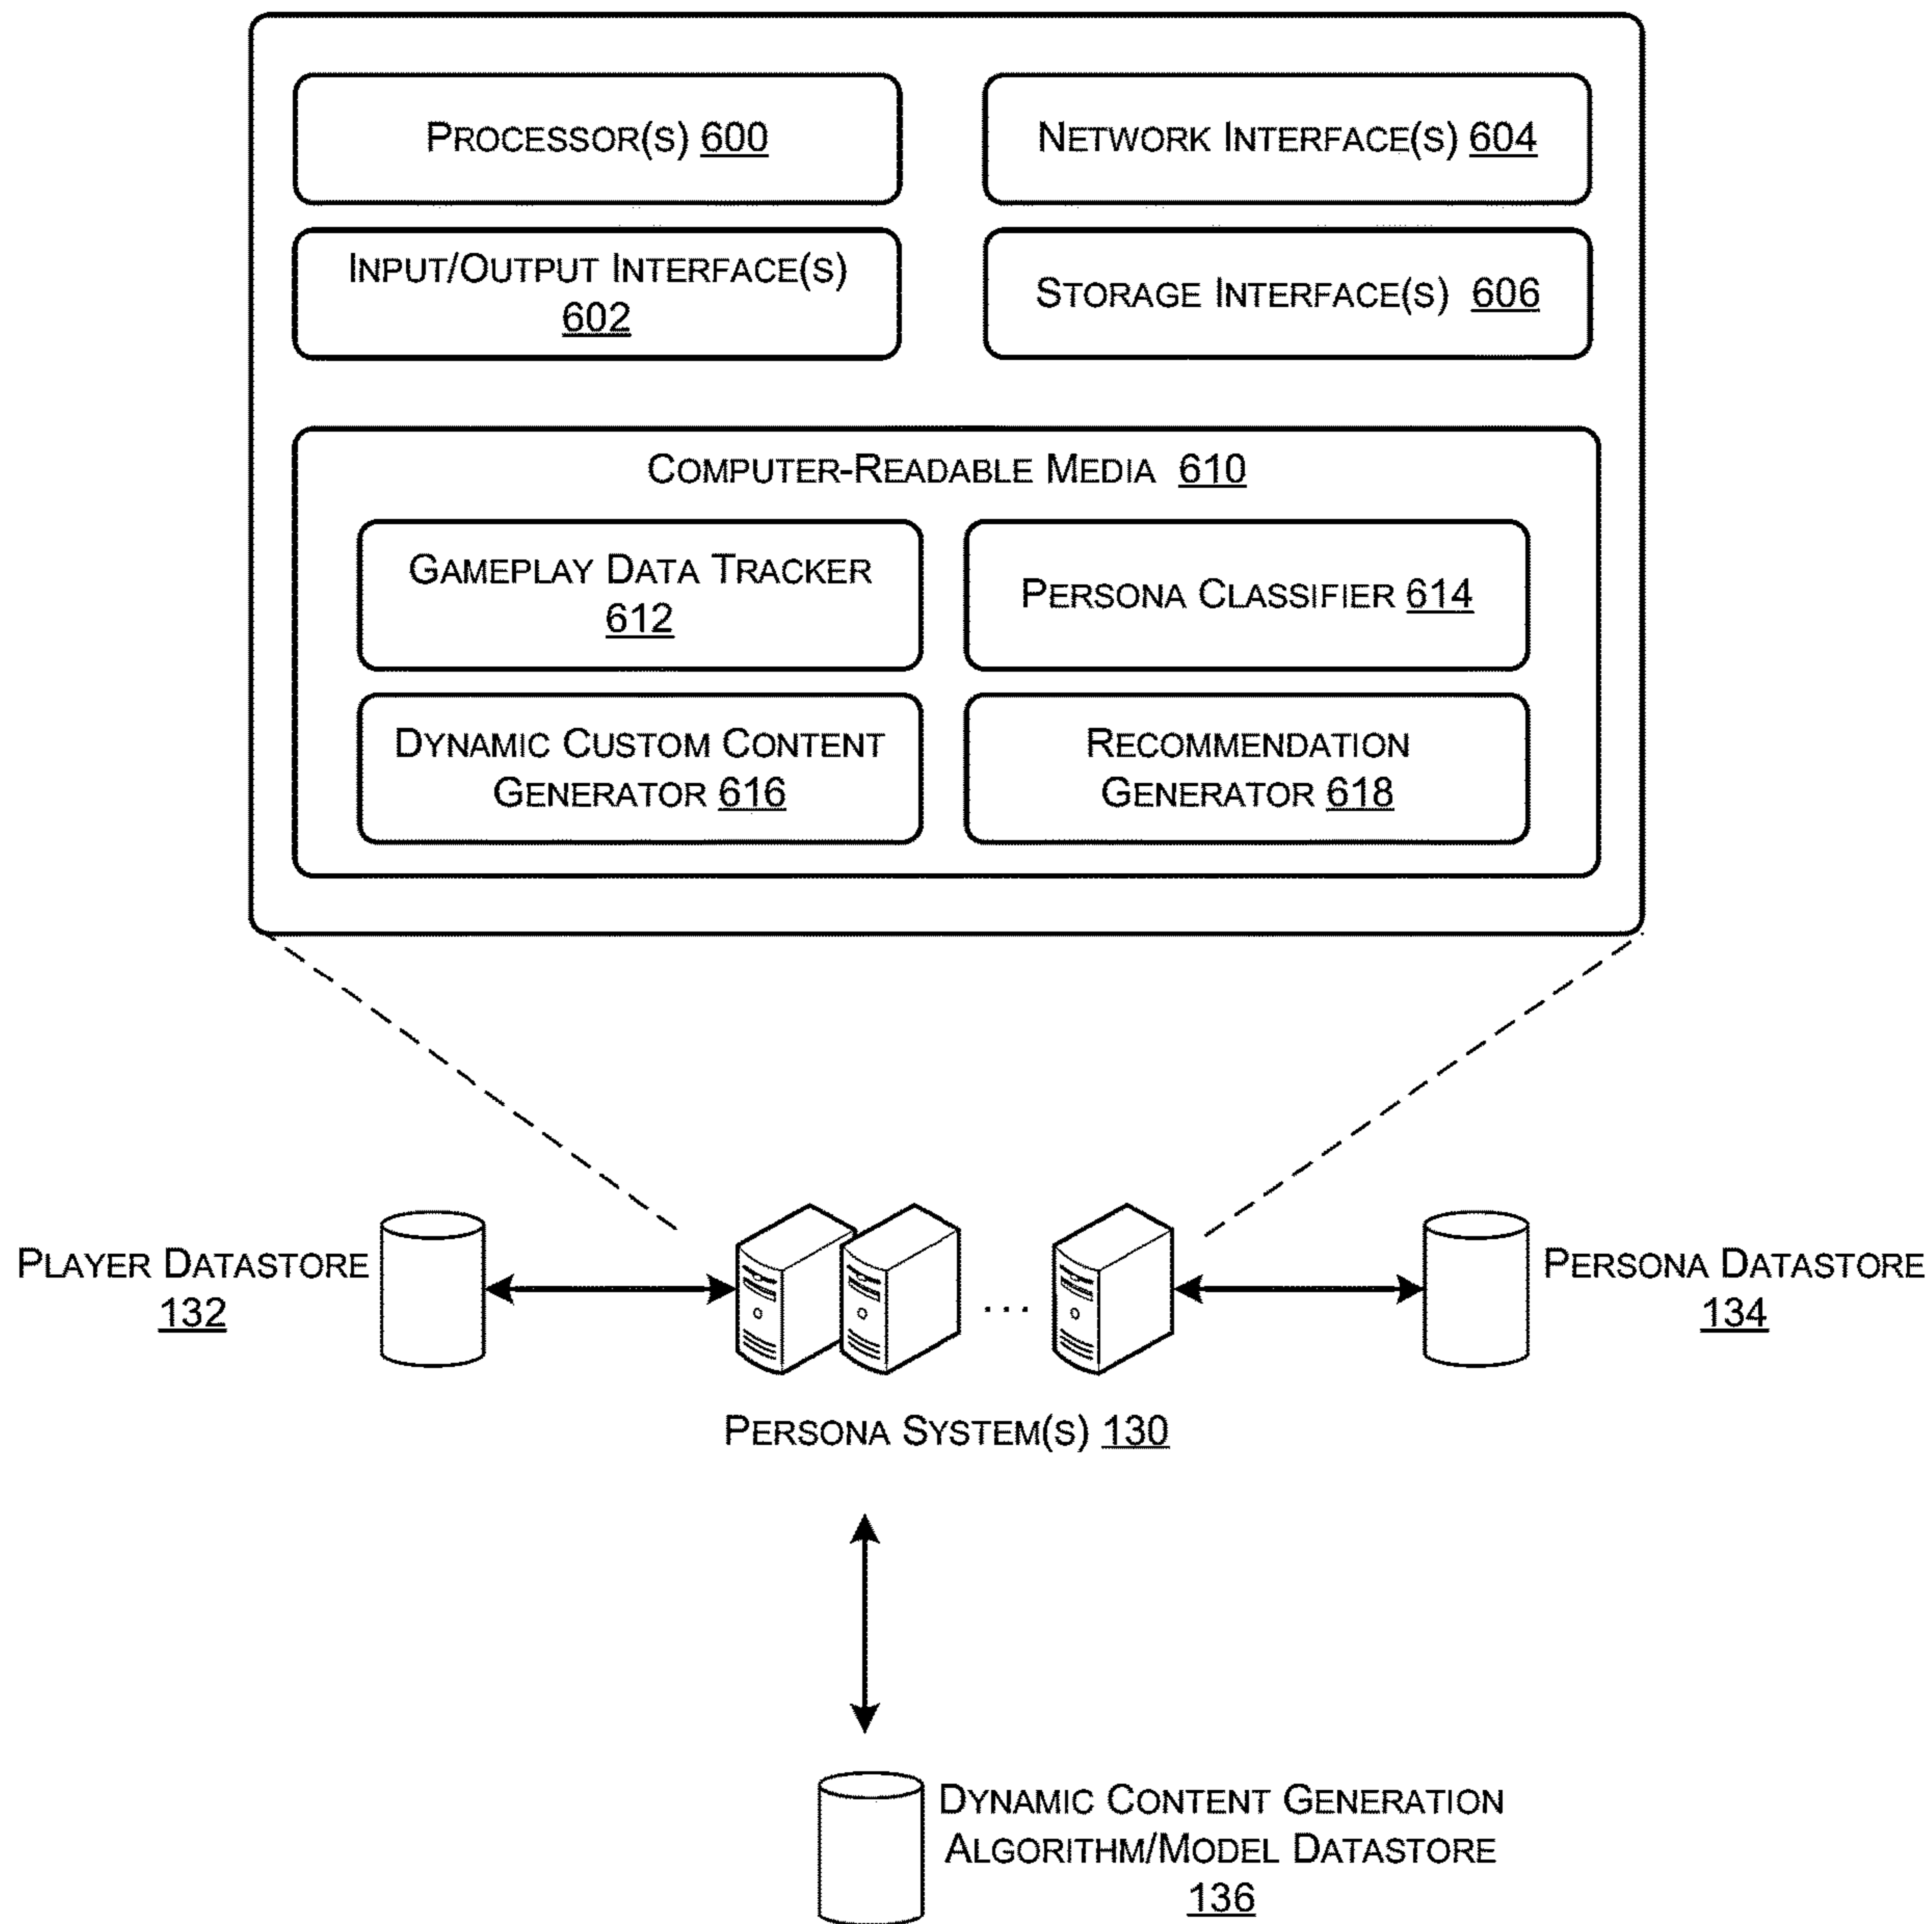 PROCESSOR(S) 600
NETWORK INTERFACE(S) 604
INPUT/OUTPUT INTERFACE(S)
602
STORAGE INTERFACE(S) 606
COMPUTER-READABLE MEDIA 610
GAMEPLAY DATA TRACKER
612
PERSONA CLASSIFIER 614
DYNAMIC CUSTOM CONTENT
GENERATOR 616
RECOMMENDATION
GENERATOR 618
PLAYER DATASTORE
132
...
PERSONA DATASTORE
134
PERSONA SYSTEM(S) 130
DYNAMIC CONTENT GENERATION
ALGORITHM/MODEL DATASTORE
136